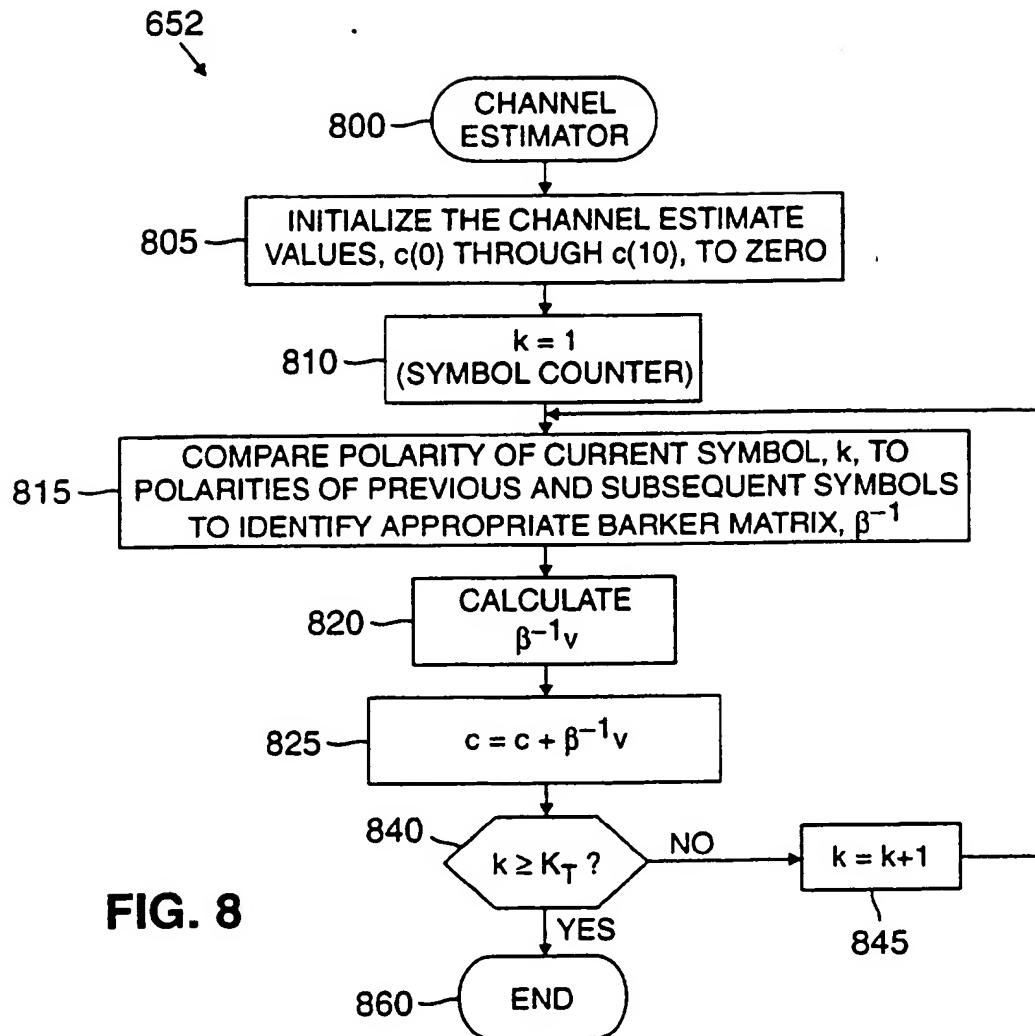 652
CHANNEL
ESTIMATOR
800
INITIALIZE THE CHANNEL ESTIMATE
VALUES, c(0) THROUGH c(10), TO ZERO
805
k = 1
(SYMBOL COUNTER)
810
COMPARE POLARITY OF CURRENT SYMBOL, k, TO
POLARITIES OF PREVIOUS AND SUBSEQUENT SYMBOLS
TO IDENTIFY APPROPRIATE BARKER MATRIX, β⁻¹
815
CALCULATE
β⁻¹v
820
c = c + β⁻¹v
825
840
k ≥ K_T ?
NO
k = k+1
845
YES
FIG. 8
END
860